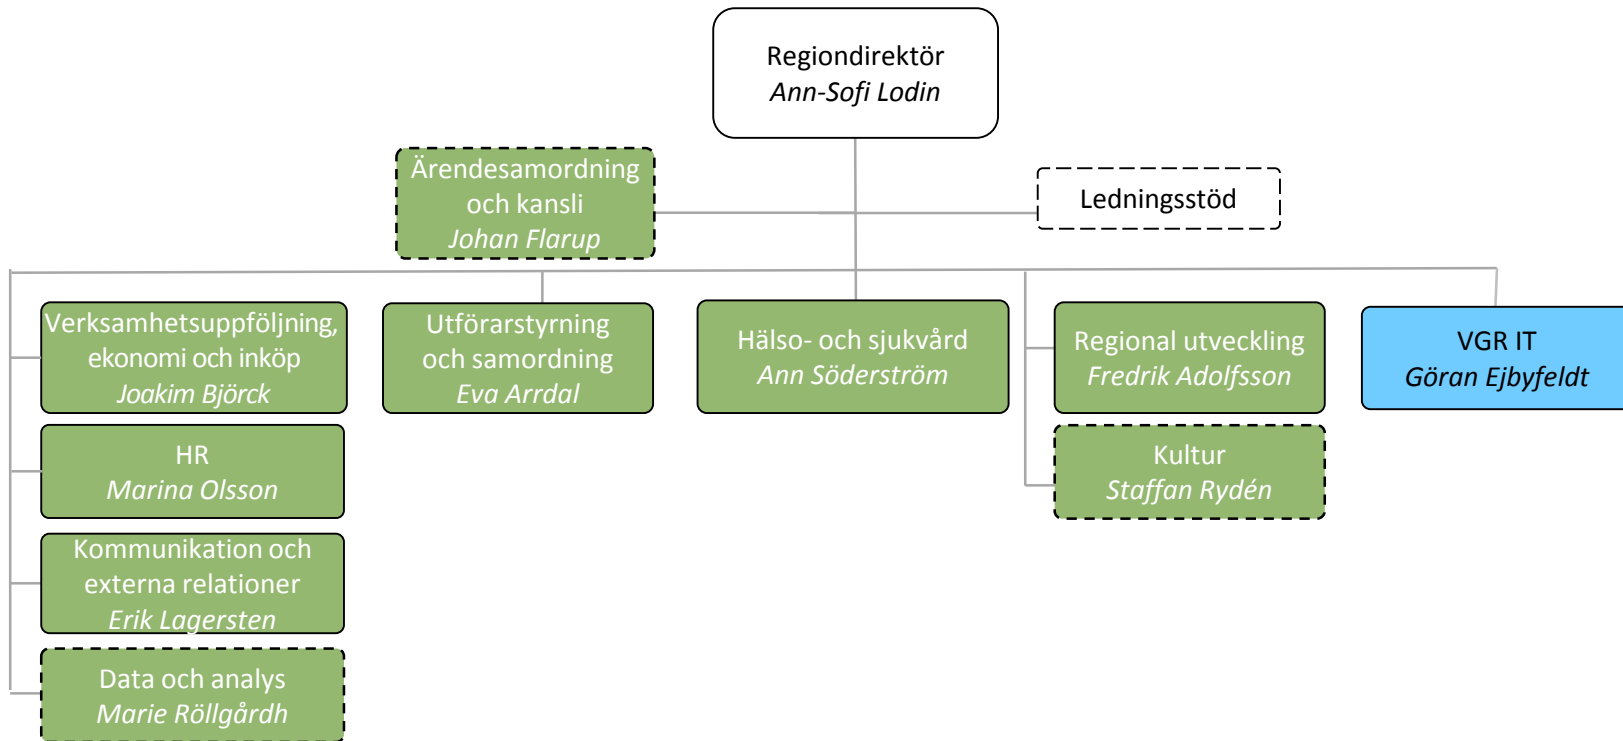 Regiondirektör
Ann-Sofi Lodin
Ärendesamordning
och kansli
Johan Flarup
Ledningsstöd
Verksamhetsuppföljning,
ekonomi och inköp
Joakim Björck
Utförarstyrning
och samordning
Eva Arrdal
Hälso- och sjukvård
Ann Söderström
Regional utveckling
Fredrik Adolfsson
VGR IT
Göran Ejbyfeldt
HR
Marina Olsson
Kultur
Staffan Rydén
Kommunikation och
externa relationer
Erik Lagersten
Data och analys
Marie Röllgårdh